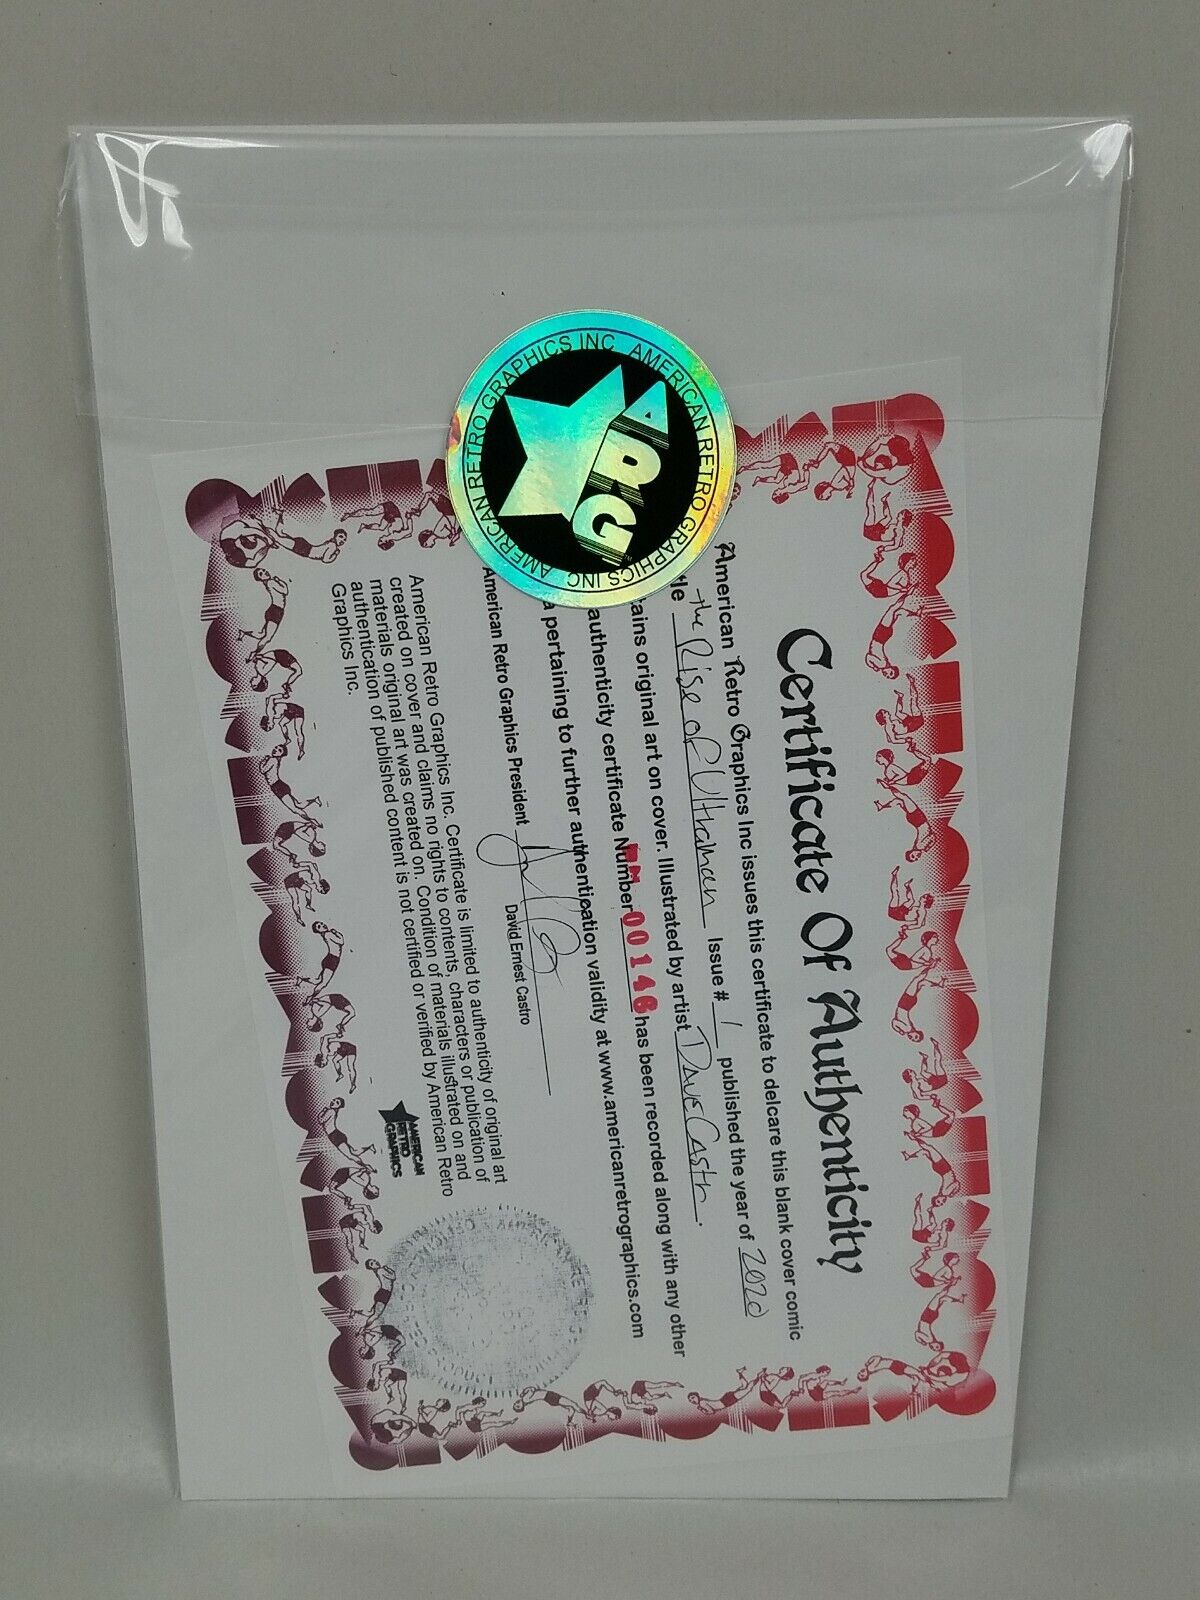 Certificate Of Authenticity
American Retro Graphics Inc issues this certificate to delcare this blank cover comic
tle the Rise of Ultraman Issue # 1 published the year of 2020
tains original art on cover. Illustrated by artist Dave Castr.
authenticity certificate Number 00146 has been recorded along with any other
a pertaining to further authentication validity at www.americanretrographics.com
American Retro Graphics President
David Ernest Castro
American Retro Graphics Inc. Certificate is limited to authenticity of original art
created on cover and claims no rights to contents, characters or publication of
materials original art was created on. Condition of materials illustrated on and
authentication of published content is not certified or verified by American Retro
Graphics Inc.
AMERICAN
RETRO
GRAPHICS
AMERICAN RETRO GRAPHICS INC. AMERICAN RETRO GRAPHICS INC.
ARG